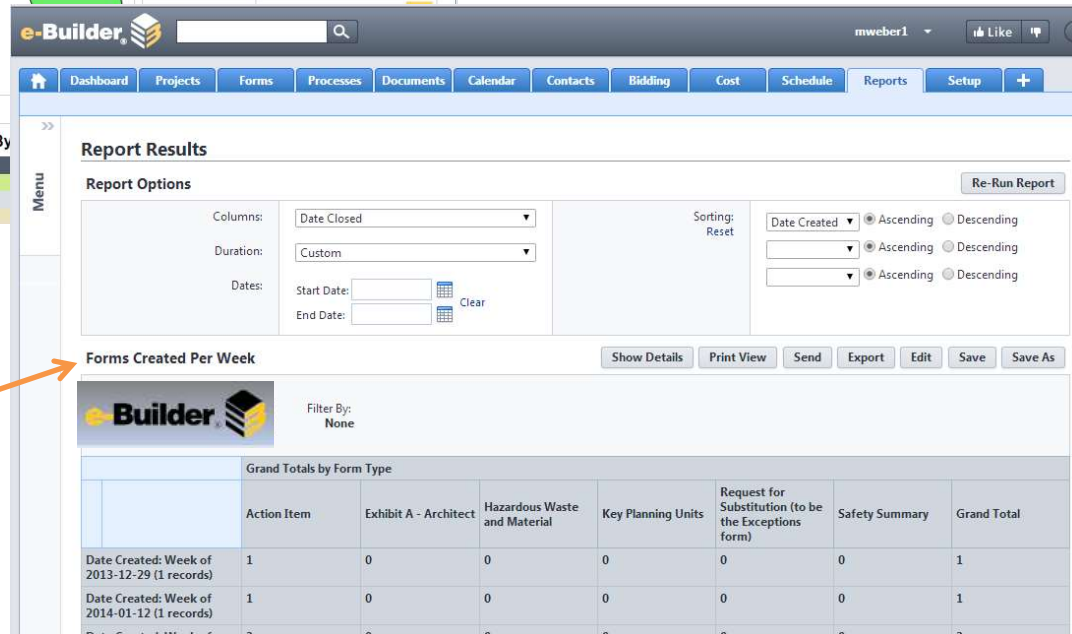 e-Builder®
mweber1
Like
Dashboard Projects Forms Processes Documents Calendar Contacts Bidding Cost Schedule Reports Setup +
>>
By
Menu
Report Results
Report Options
Re-Run Report
Columns:
Date Closed
Sorting:
Reset
Date Created
Ascending Descending
Duration:
Custom
Ascending Descending
Dates:
Start Date:
Clear
End Date:
Ascending Descending
Forms Created Per Week
Show Details Print View Send Export Edit Save Save As
e-Builder®
Filter By:
None
Grand Totals by Form Type
Action Item
Exhibit A - Architect
Hazardous Waste
and Material
Key Planning Units
Request for
Substitution (to be
the Exceptions
form)
Safety Summary
Grand Total
Date Created: Week of
2013-12-29 (1 records)
1 0 0 0 0 0 1
Date Created: Week of
2014-01-12 (1 records)
1 0 0 0 0 0 1